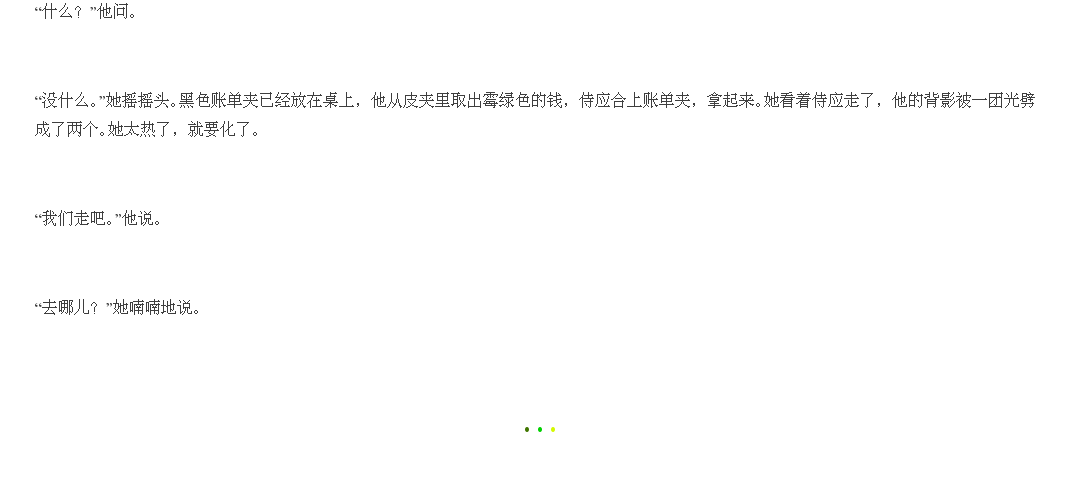 “什么？”他问。
“没什么。”她摇摇头。黑色账单夹已经放在桌上，他从皮夹里取出霉绿色的钱，侍应合上账单夹，拿起来。她看着侍应走了，他的背影被一团光劈
成了两个。她太热了，就要化了。
“我们走吧。”他说。
“去哪儿？”她喃喃地说。